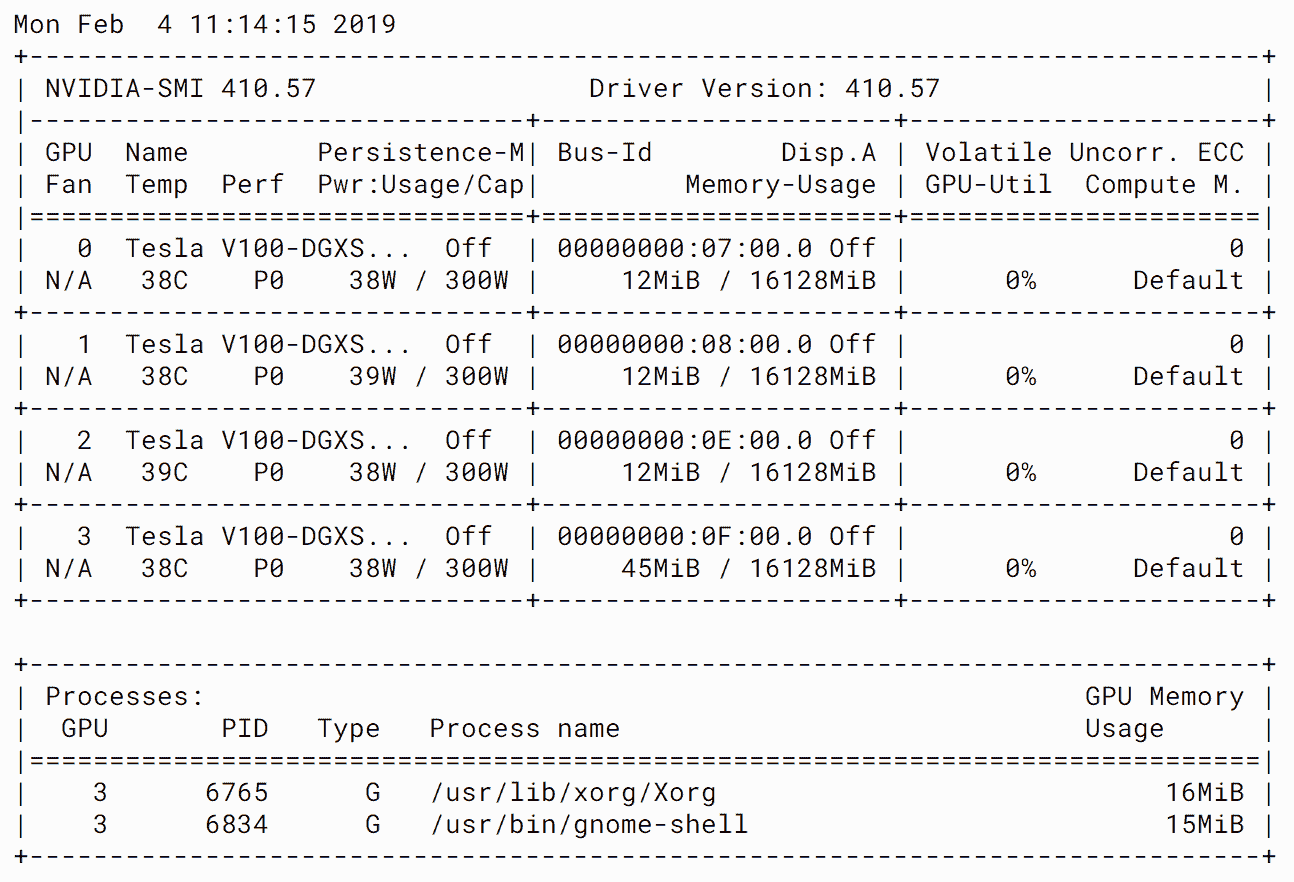 Mon Feb  4 11:14:15 2019
+-----------------------------------------------------------------------------+
| NVIDIA-SMI 410.57                 Driver Version: 410.57                    |
|-------------------------------+----------------------+----------------------+
| GPU  Name        Persistence-M| Bus-Id        Disp.A | Volatile Uncorr. ECC |
| Fan  Temp  Perf  Pwr:Usage/Cap|         Memory-Usage | GPU-Util  Compute M. |
|===============================+======================+======================|
|   0  Tesla V100-DGXS...  Off  | 00000000:07:00.0 Off |                    0 |
| N/A   38C    P0    38W / 300W |     12MiB / 16128MiB |      0%      Default |
+-------------------------------+----------------------+----------------------+
|   1  Tesla V100-DGXS...  Off  | 00000000:08:00.0 Off |                    0 |
| N/A   38C    P0    39W / 300W |     12MiB / 16128MiB |      0%      Default |
+-------------------------------+----------------------+----------------------+
|   2  Tesla V100-DGXS...  Off  | 00000000:0E:00.0 Off |                    0 |
| N/A   39C    P0    38W / 300W |     12MiB / 16128MiB |      0%      Default |
+-------------------------------+----------------------+----------------------+
|   3  Tesla V100-DGXS...  Off  | 00000000:0F:00.0 Off |                    0 |
| N/A   38C    P0    38W / 300W |     45MiB / 16128MiB |      0%      Default |
+-------------------------------+----------------------+----------------------+

+-----------------------------------------------------------------------------+
| Processes:                                                       GPU Memory |
|  GPU       PID   Type   Process name                             Usage      |
|=============================================================================|
|    3      6765      G   /usr/lib/xorg/Xorg                            16MiB |
|    3      6834      G   /usr/bin/gnome-shell                          15MiB |
+-----------------------------------------------------------------------------+